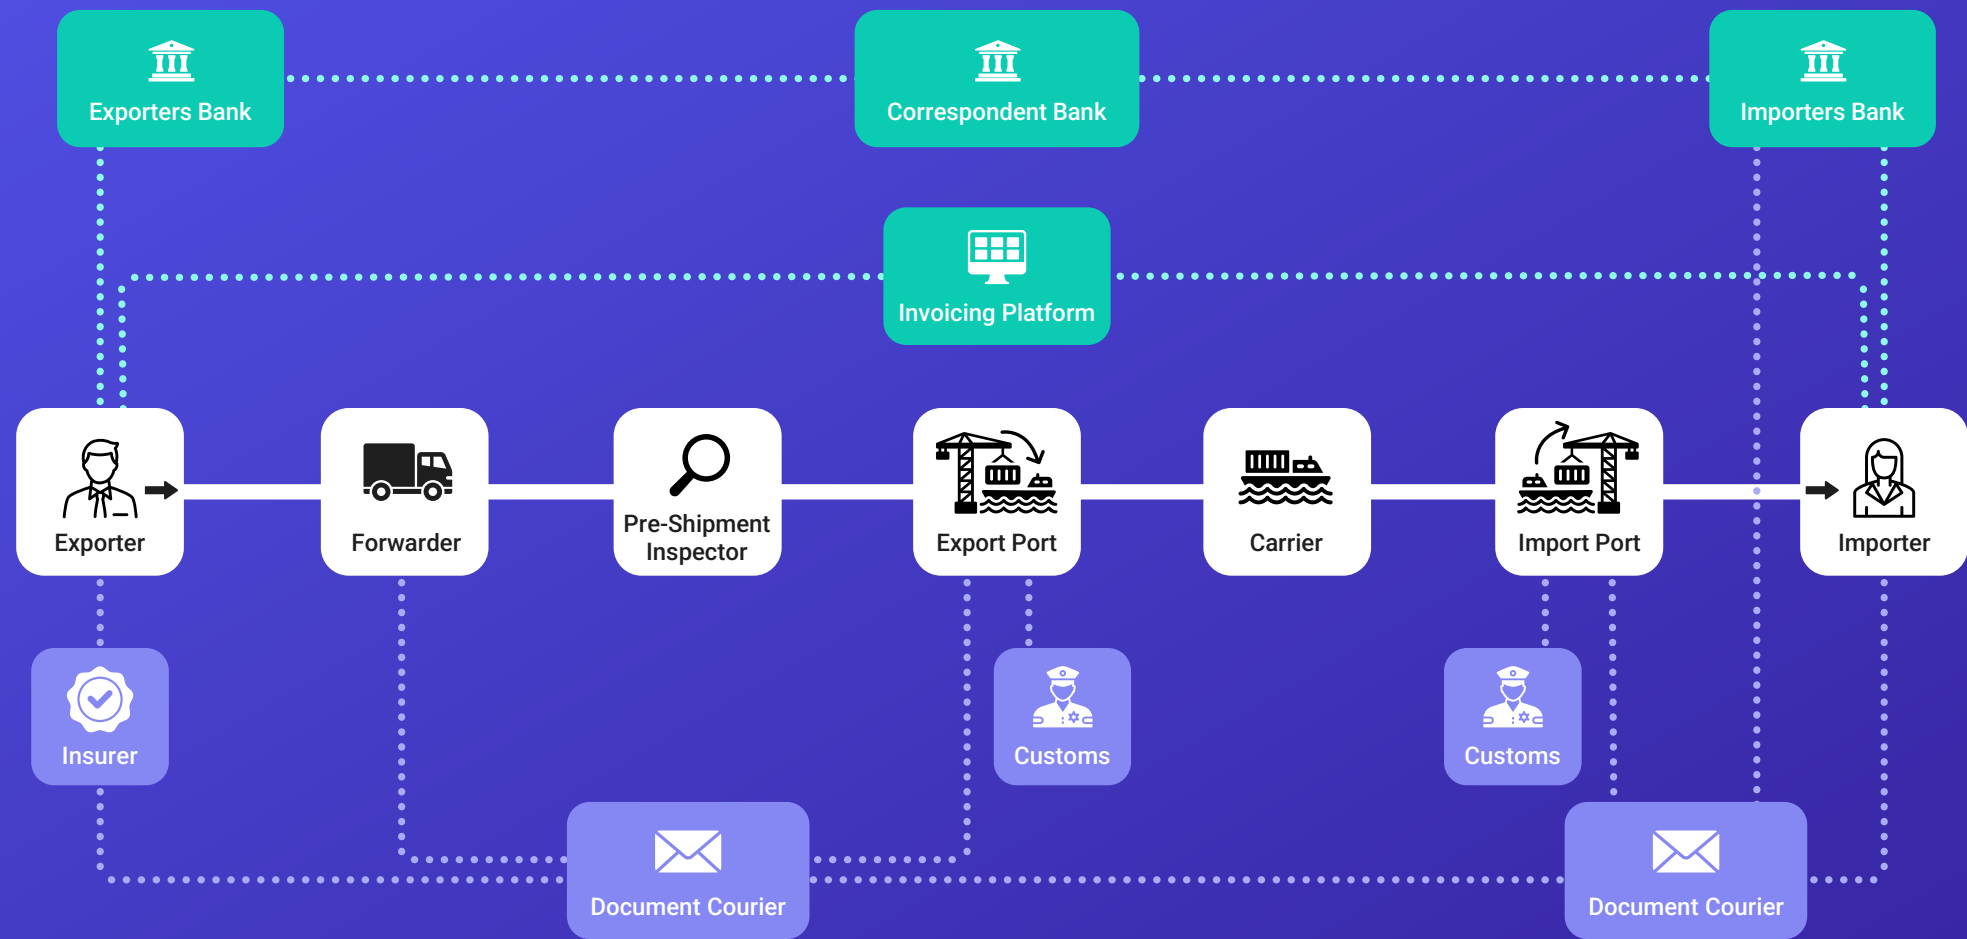 Exporters Bank
Correspondent Bank
Importers Bank
Invoicing Platform
Exporter
Forwarder
Pre-Shipment
Inspector
Export Port
Carrier
Import Port
Importer
Insurer
Customs
Customs
Document Courier
Document Courier